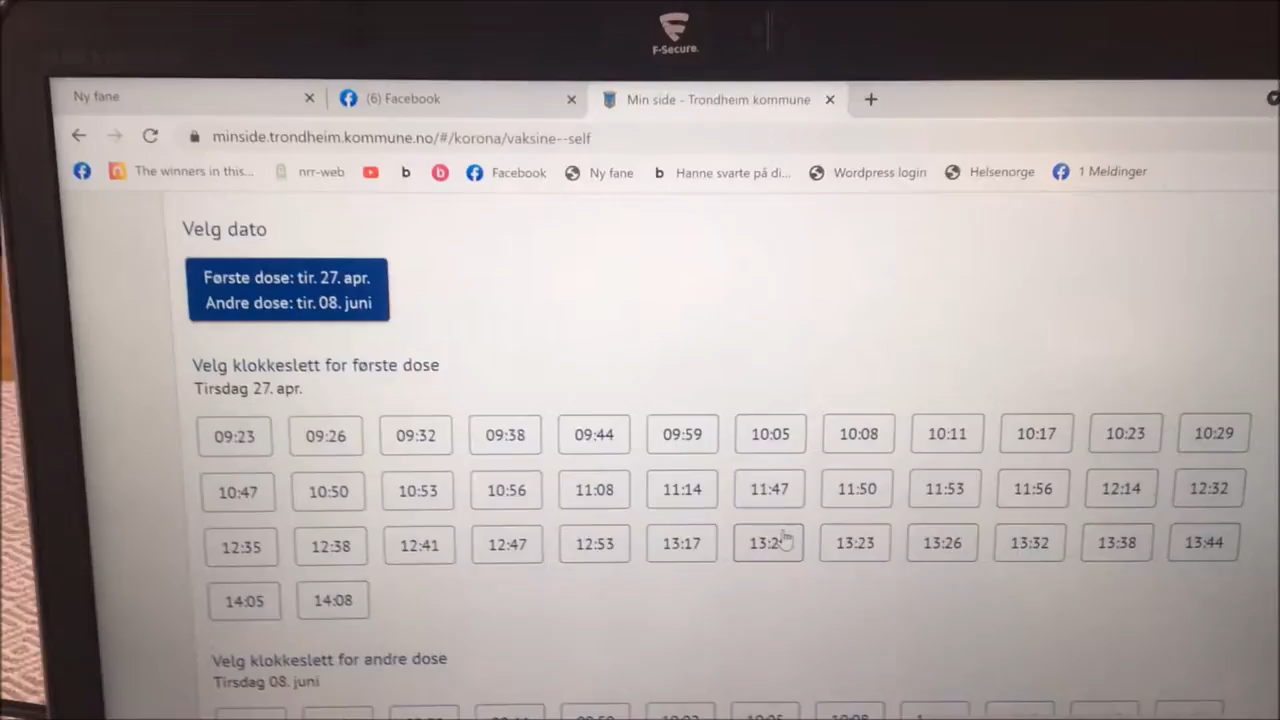 F-Secure.
Ny fane
(6) Facebook
Min side - Trondheim kommune
minside.trondheim.kommune.no/#/korona/vaksine--self
The winners in this... nrr-web b b Facebook Ny fane b Hanne svarte på di... Wordpress login Helsenorge 1 Meldinger
Velg dato
Første dose: tir. 27. apr.
Andre dose: tir. 08. juni
Velg klokkeslett for første dose
Tirsdag 27. apr.
09:23 09:26 09:32 09:38 09:44 09:59 10:05 10:08 10:11 10:17 10:23 10:29
10:47 10:50 10:53 10:56 11:08 11:14 11:47 11:50 11:53 11:56 12:14 12:32
12:35 12:38 12:41 12:47 12:53 13:17 13:23 13:26 13:32 13:38 13:44
14:05 14:08
Velg klokkeslett for andre dose
Tirsdag 08. juni